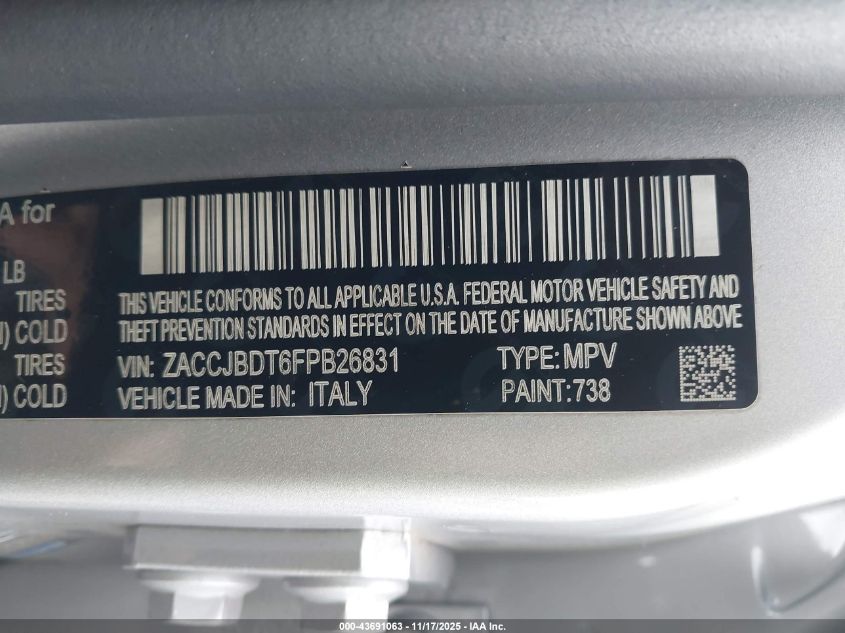 A for
LB
TIRES
) COLD
TIRES
) COLD
THIS VEHICLE CONFORMS TO ALL APPLICABLE U.S.A. FEDERAL MOTOR VEHICLE SAFETY AND
THEFT PREVENTION STANDARDS IN EFFECT ON THE DATE OF MANUFACTURE SHOWN ABOVE
VIN: ZACCJBDT6FPB26831 TYPE: MPV
VEHICLE MADE IN: ITALY PAINT: 738
000-43691063 - 11/17/2025 - IAA Inc.